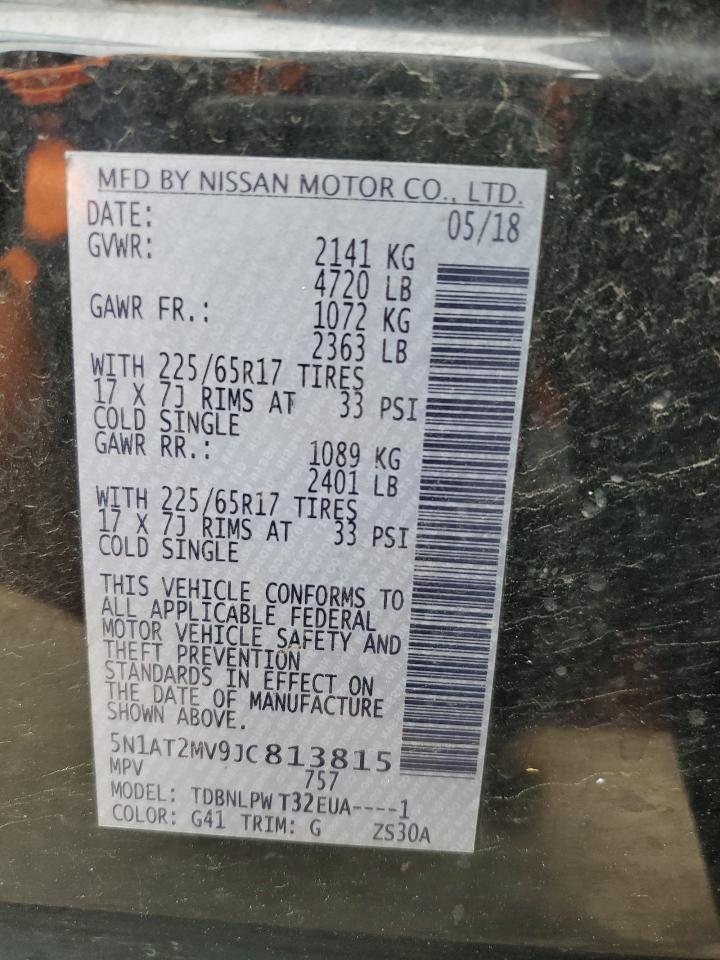 MFD BY NISSAN MOTOR CO., LTD.
DATE: 05/18
GVWR: 2141 KG
4720 LB
GAWR FR.: 1072 KG
2363 LB
WITH 225/65R17 TIRES
17 X 7J RIMS AT 33 PSI
COLD SINGLE
GAWR RR.: 1089 KG
2401 LB
WITH 225/65R17 TIRES
17 X 7J RIMS AT 33 PSI
COLD SINGLE
THIS VEHICLE CONFORMS TO
ALL APPLICABLE FEDERAL
MOTOR VEHICLE SAFETY AND
THEFT PREVENTION
STANDARDS IN EFFECT ON
THE DATE OF MANUFACTURE
SHOWN ABOVE.
5N1AT2MV9JC813815
MPV 757
MODEL: TDBNLPW T32EUA----1
COLOR: G41 TRIM: G ZS30A